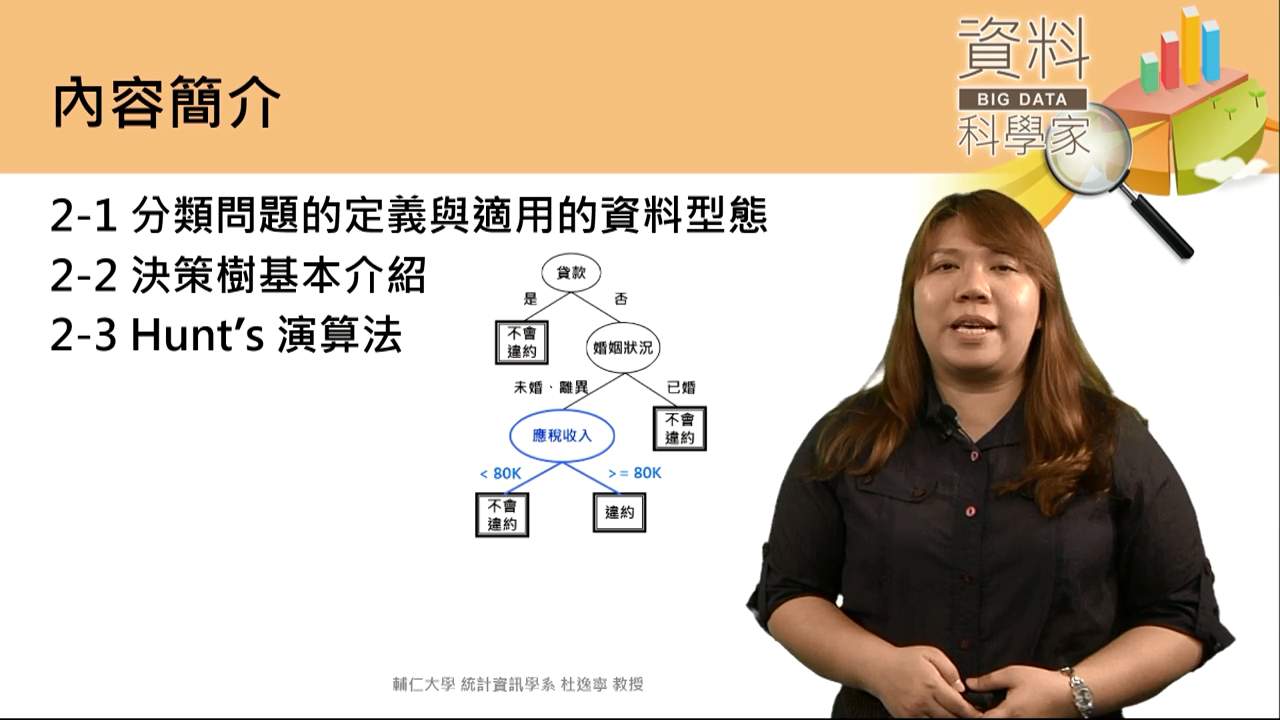 內容簡介
資料
BIG DATA
科學家
2-1 分類問題的定義與適用的資料型態
2-2 決策樹基本介紹
2-3 Hunt's 演算法
貸款
是
否
不會
違約
婚姻狀況
未婚、離異
已婚
不會
違約
應稅收入
< 80K
>= 80K
不會
違約
違約
輔仁大學 統計資訊學系 杜逸寧 教授